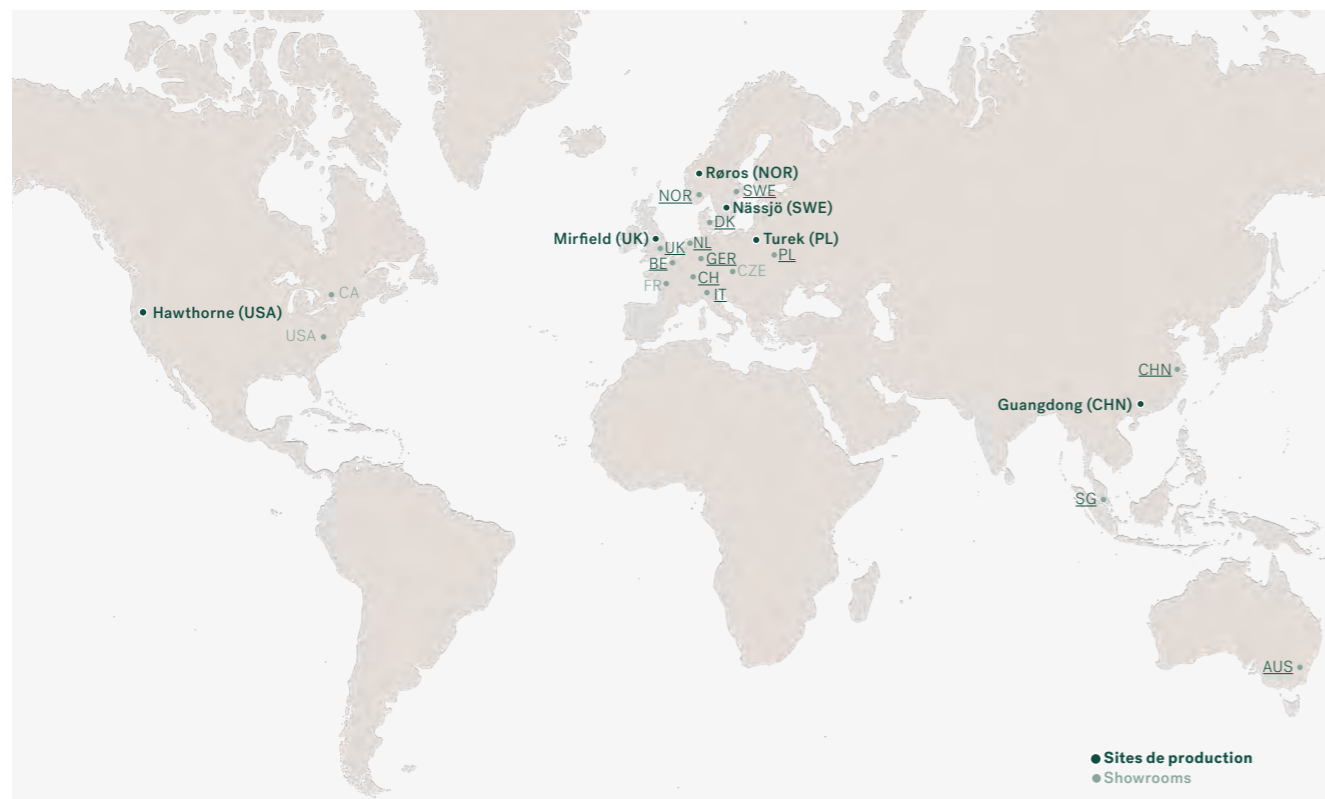 Røros (NOR)
NOR
SWE
Nässjö (SWE)
DK
Mirfield (UK)
UK
NL
Turek (PL)
PL
BE
GER
CZE
CH
FR
IT
CA
Hawthorne (USA)
USA
CHN
Guangdong (CHN)
SG
AUS
Sites de production
Showrooms